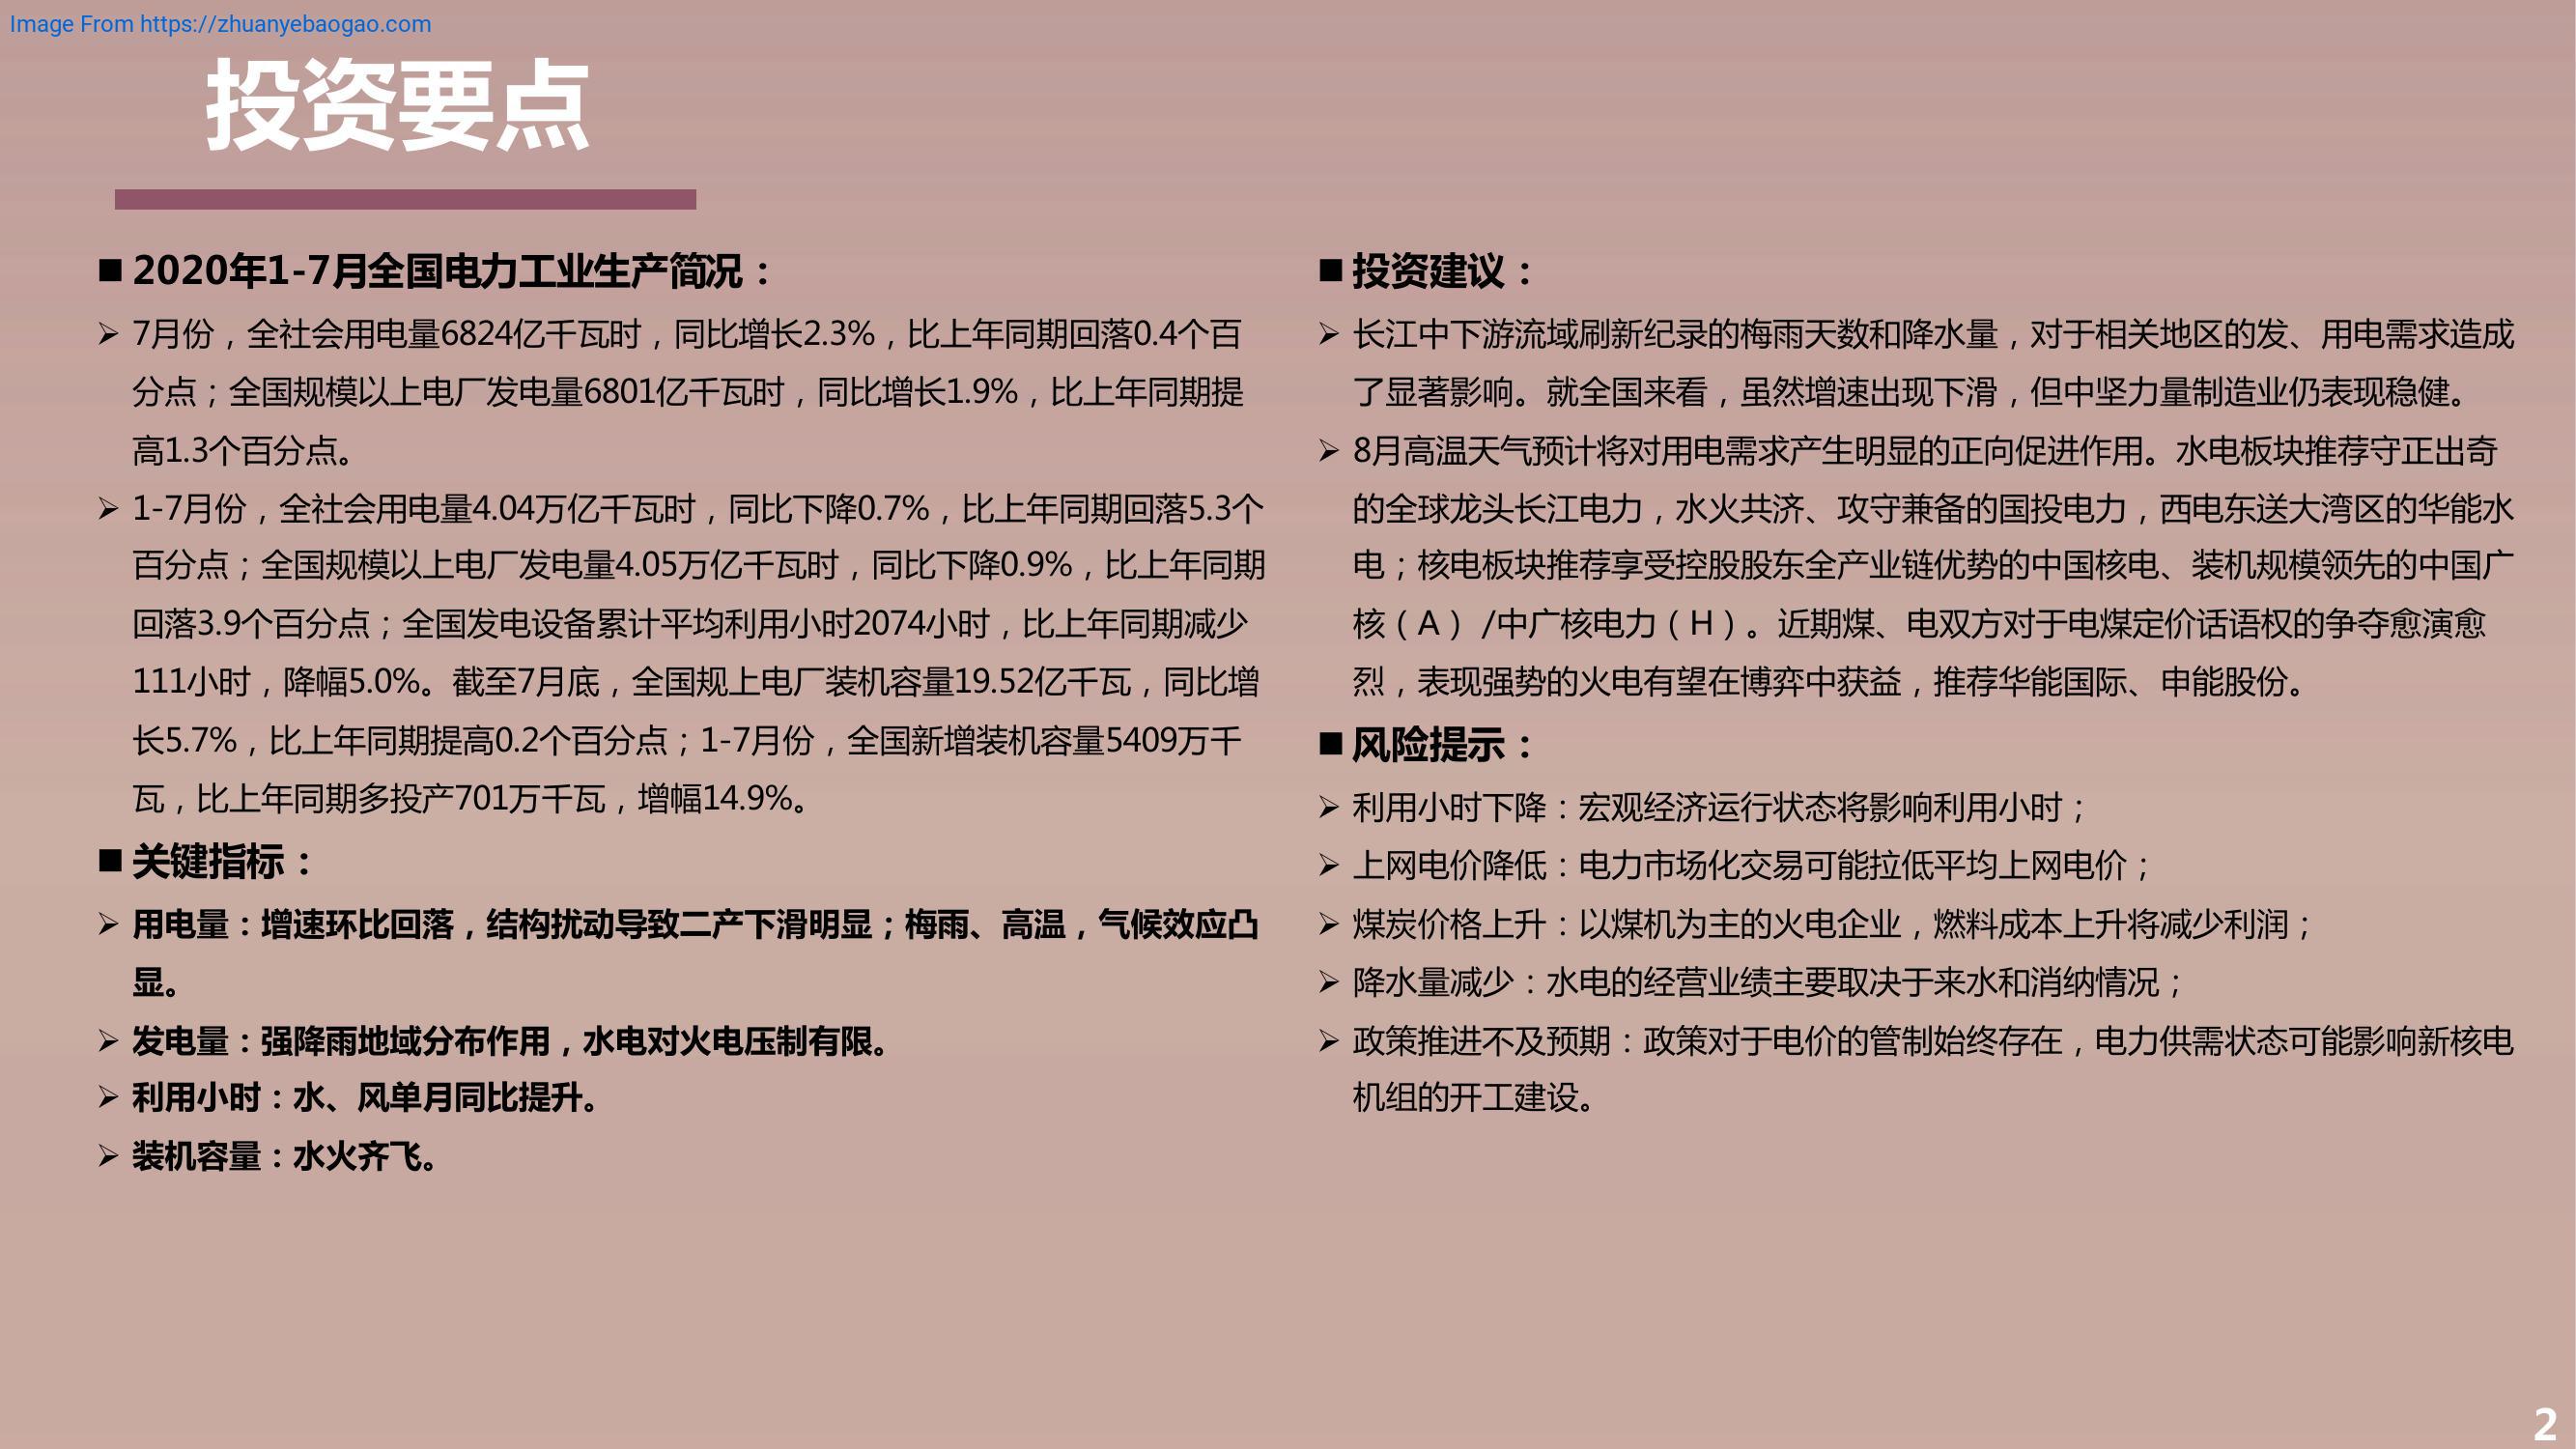 Image From https://zhuanyebaogao.com
投资要点
■ 2020年1-7月全国电力工业生产简况：
➢ 7月份，全社会用电量6824亿千瓦时，同比增长2.3%，比上年同期回落0.4个百
分点；全国规模以上电厂发电量6801亿千瓦时，同比增长1.9%，比上年同期提
高1.3个百分点。
➢ 1-7月份，全社会用电量4.04万亿千瓦时，同比下降0.7%，比上年同期回落5.3个
百分点；全国规模以上电厂发电量4.05万亿千瓦时，同比下降0.9%，比上年同期
回落3.9个百分点；全国发电设备累计平均利用小时2074小时，比上年同期减少
111小时，降幅5.0%。截至7月底，全国规上电厂装机容量19.52亿千瓦，同比增
长5.7%，比上年同期提高0.2个百分点；1-7月份，全国新增装机容量5409万千
瓦，比上年同期多投产701万千瓦，增幅14.9%。
■ 关键指标：
➢ 用电量：增速环比回落，结构扰动导致二产下滑明显；梅雨、高温，气候效应凸
显。
➢ 发电量：强降雨地域分布作用，水电对火电压制有限。
➢ 利用小时：水、风单月同比提升。
➢ 装机容量：水火齐飞。
■ 投资建议：
➢ 长江中下游流域刷新纪录的梅雨天数和降水量，对于相关地区的发、用电需求造成
了显著影响。就全国来看，虽然增速出现下滑，但中坚力量制造业仍表现稳健。
➢ 8月高温天气预计将对用电需求产生明显的正向促进作用。水电板块推荐守正出奇
的全球龙头长江电力，水火共济、攻守兼备的国投电力，西电东送大湾区的华能水
电；核电板块推荐享受控股股东全产业链优势的中国核电、装机规模领先的中国广
核（A） /中广核电力（H）。近期煤、电双方对于电煤定价话语权的争夺愈演愈
烈，表现强势的火电有望在博弈中获益，推荐华能国际、申能股份。
■ 风险提示：
➢ 利用小时下降：宏观经济运行状态将影响利用小时；
➢ 上网电价降低：电力市场化交易可能拉低平均上网电价；
➢ 煤炭价格上升：以煤机为主的火电企业，燃料成本上升将减少利润；
➢ 降水量减少：水电的经营业绩主要取决于来水和消纳情况；
➢ 政策推进不及预期：政策对于电价的管制始终存在，电力供需状态可能影响新核电
机组的开工建设。
2